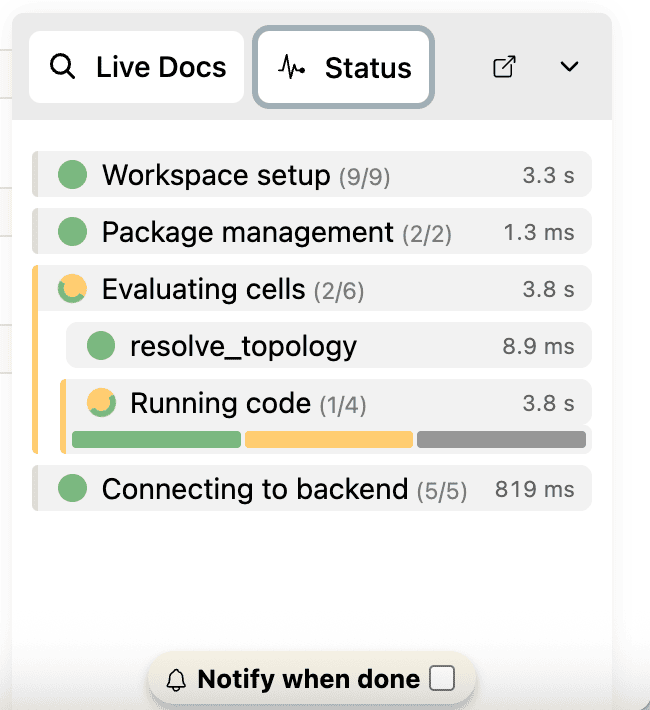 Live Docs Status
Workspace setup (9/9) 3.3 s
Package management (2/2) 1.3 ms
Evaluating cells (2/6) 3.8 s
resolve_topology 8.9 ms
Running code (1/4) 3.8 s
Connecting to backend (5/5) 819 ms
Notify when done